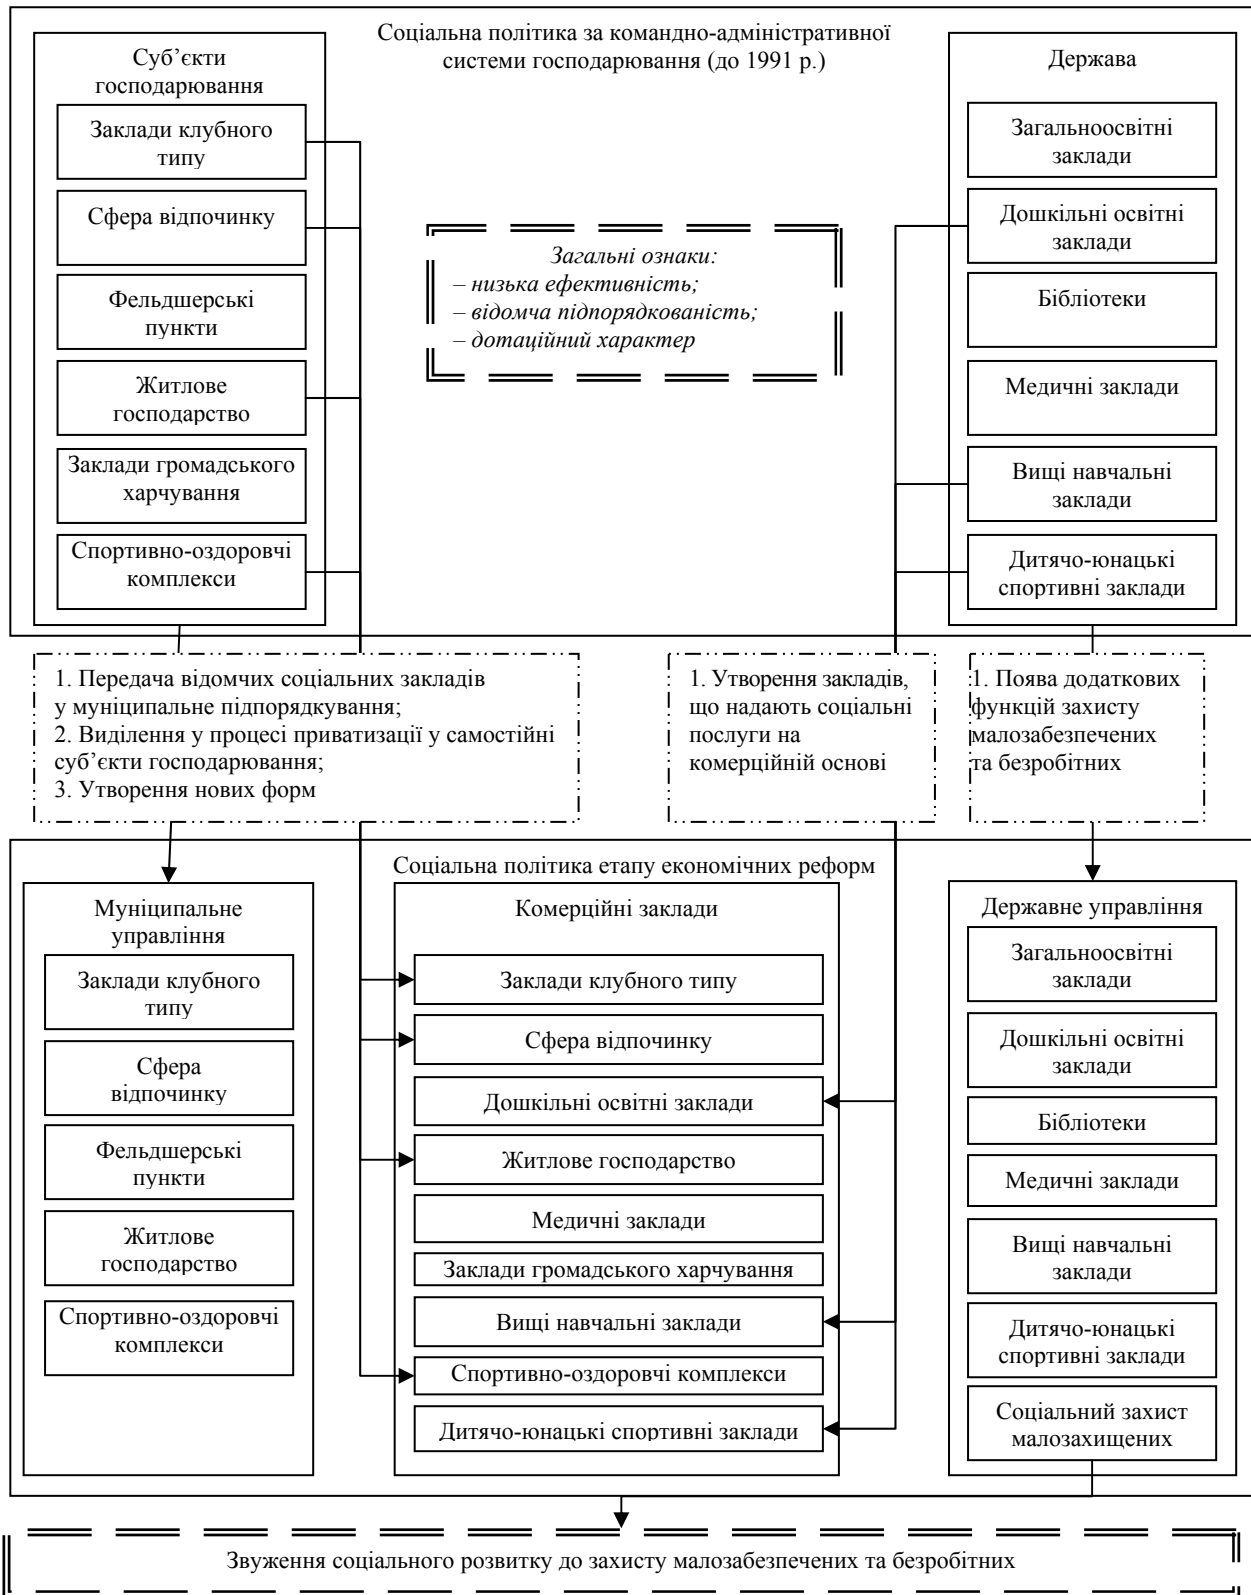 Соціальна політика за командно-адміністративної
системи господарювання (до 1991 р.)
Суб’єкти
господарювання
Заклади клубного
типу
Сфера відпочинку
Фельдшерські
пункти
Житлове
господарство
Заклади громадського
харчування
Спортивно-оздоровчі
комплекси
Загальні ознаки:
– низька ефективність;
– відомча підпорядкованість;
– дотаційний характер
Держава
Загальноосвітні
заклади
Дошкільні освітні
заклади
Бібліотеки
Медичні заклади
Вищі навчальні
заклади
Дитячо-юнацькі
спортивні заклади
1. Передача відомчих соціальних закладів
у муніципальне підпорядкування;
2. Виділення у процесі приватизації у самостійні
суб’єкти господарювання;
3. Утворення нових форм
1. Утворення закладів,
що надають соціальні
послуги на
комерційній основі
1. Поява додаткових
функцій захисту
малозабезпечених
та безробітних
Соціальна політика етапу економічних реформ
Муніципальне
управління
Заклади клубного
типу
Сфера
відпочинку
Фельдшерські
пункти
Житлове
господарство
Спортивно-оздоровчі
комплекси
Комерційні заклади
Заклади клубного типу
Сфера відпочинку
Дошкільні освітні заклади
Житлове господарство
Медичні заклади
Заклади громадського харчування
Вищі навчальні заклади
Спортивно-оздоровчі комплекси
Дитячо-юнацькі спортивні заклади
Державне управління
Загальноосвітні
заклади
Дошкільні освітні
заклади
Бібліотеки
Медичні заклади
Вищі навчальні
заклади
Дитячо-юнацькі
спортивні заклади
Соціальний захист
малозахищених
Звуження соціального розвитку до захисту малозабезпечених та безробітних